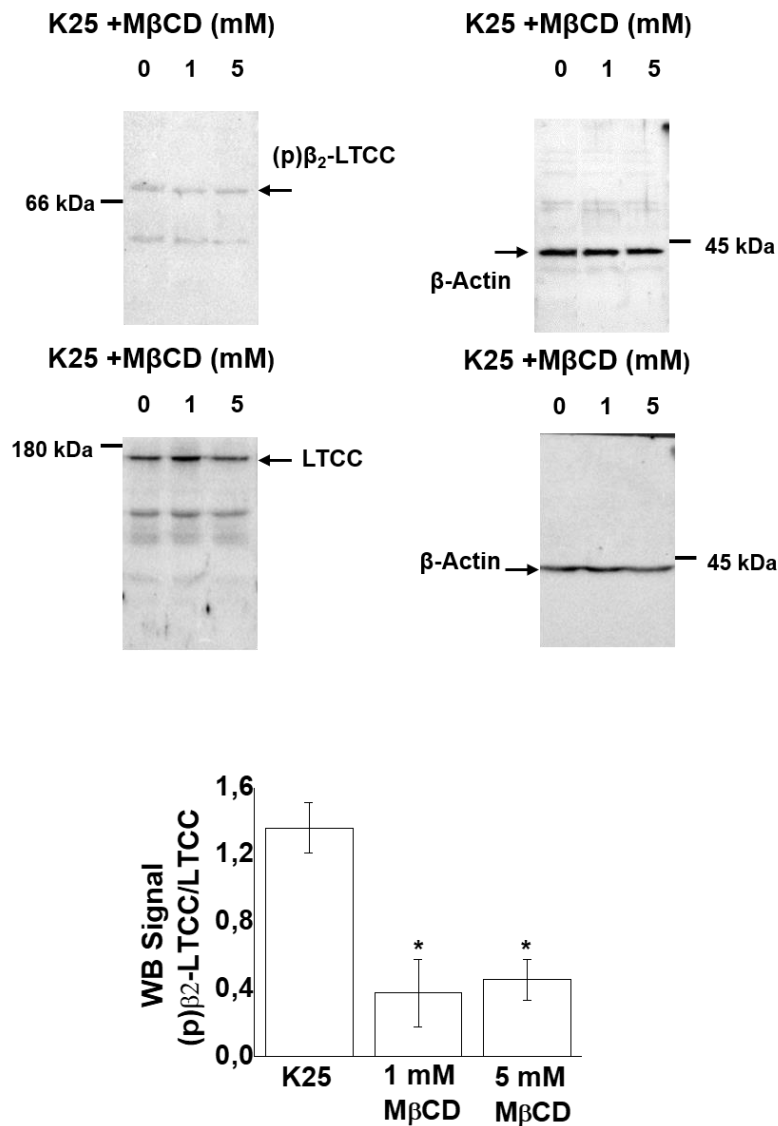 K25 +MβCD (mM)
0 1 5
(p)β₂-LTCC
66 kDa
K25 +MβCD (mM)
0 1 5
45 kDa
β-Actin
K25 +MβCD (mM)
0 1 5
180 kDa
LTCC
K25 +MβCD (mM)
0 1 5
β-Actin
45 kDa
WB Signal
(p)β2-LTCC/LTCC
1,6
1,2
0,8
0,4
0,0
* *
K25
1 mM
MβCD
5 mM
MβCD